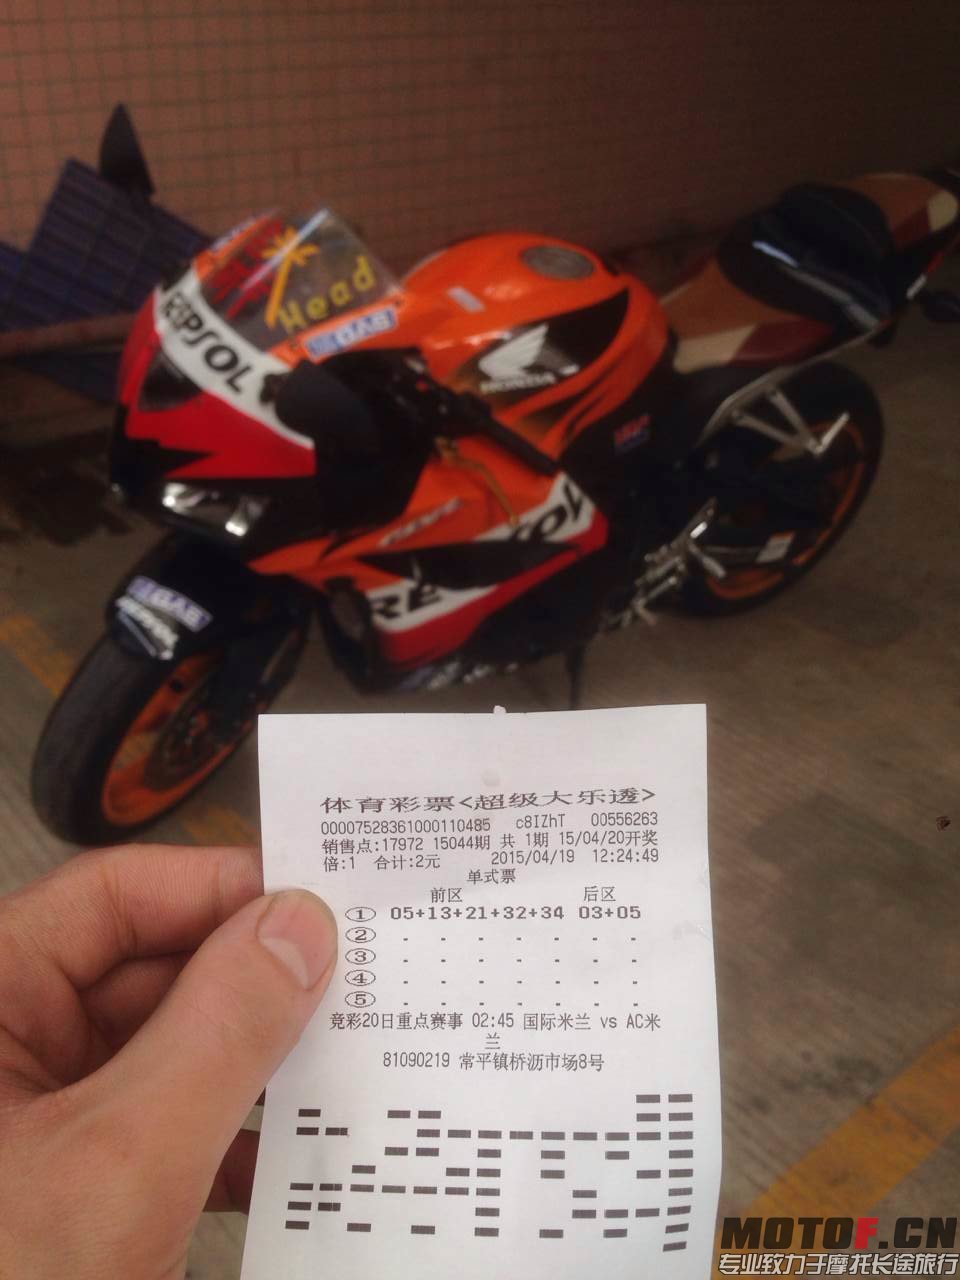 Head
REPSOL
GAS
HONDA
REPSOL
GAS
体育彩票<超级大乐透>
00007528361000110485 c8IZhT 00556263
销售点:17972 15044期 共 1期 15/04/20开奖
倍:1 合计:2元 2015/04/19 12:24:49
单式票
前区 后区
① 05+13+21+32+34 03+05
② - - - - - - -
③ - - - - - - -
④ - - - - - - -
⑤ - - - - - - -
竞彩20日重点赛事 02:45 国际米兰 vs AC米
兰
81090219 常平镇桥沥市场8号
MOTOF.CN
专业致力于摩托长途旅行